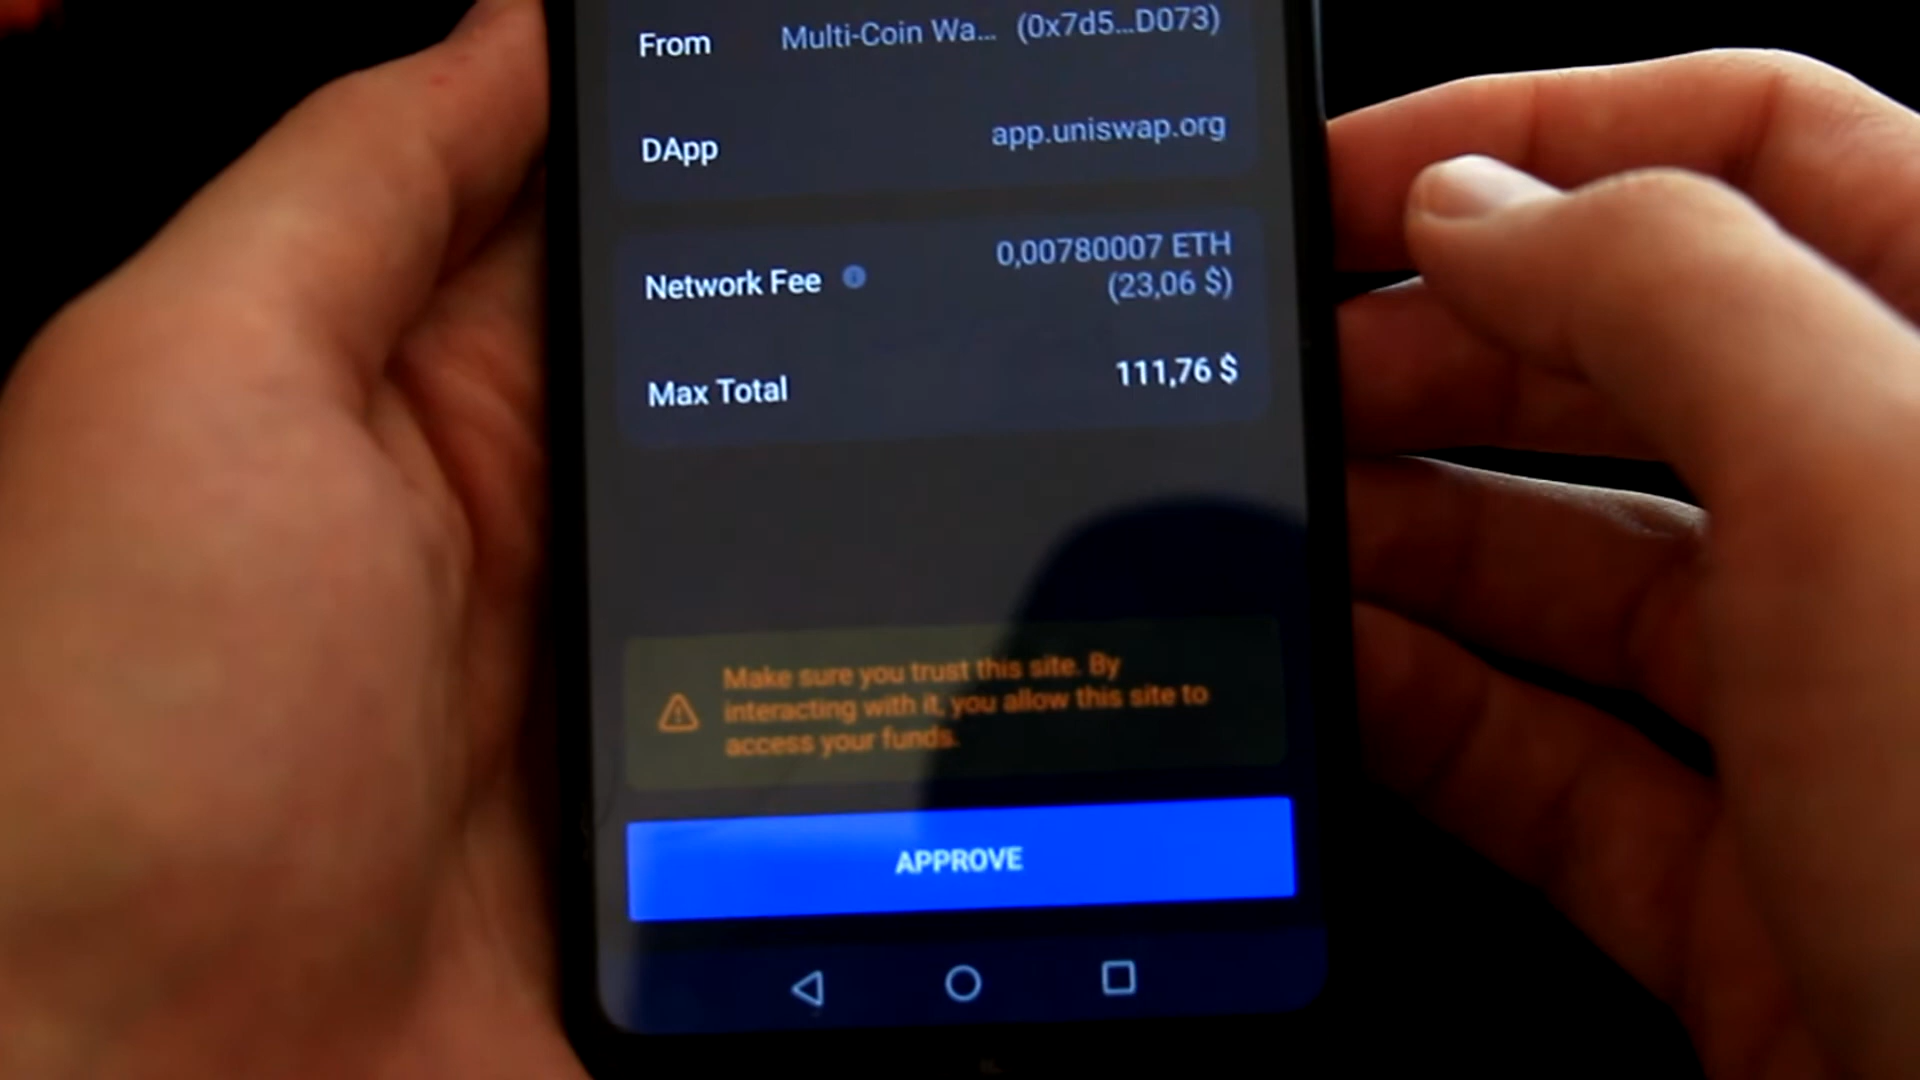 From Multi-Coin Wa... (0x7d5...D073)
DApp app.uniswap.org
Network Fee 0,00780007 ETH
(23,06 $)
Max Total 111,76 $
Make sure you trust this site. By
interacting with it, you allow this site to
access your funds.
APPROVE